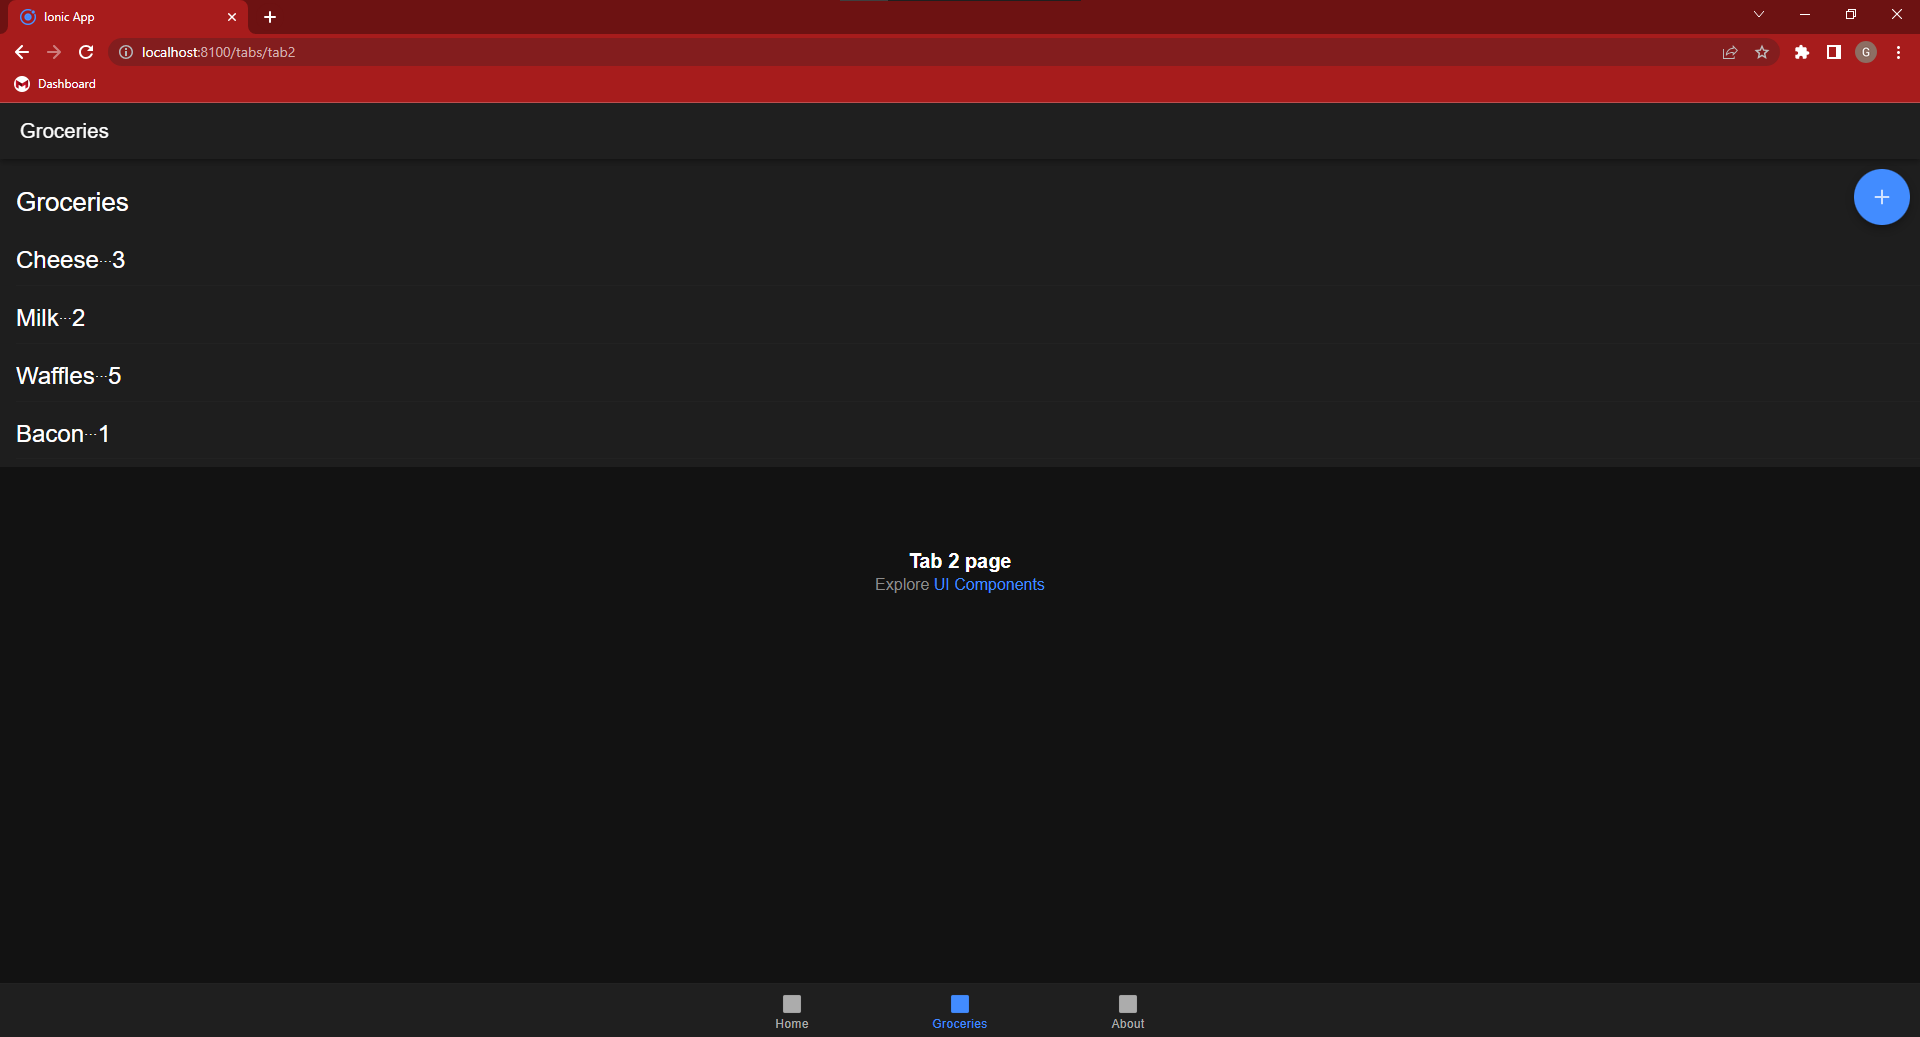 Ionic App
localhost:8100/tabs/tab2
G
Dashboard
Groceries
Groceries
Cheese...3
Milk...2
Waffles...5
Bacon...1
Tab 2 page
Explore UI Components
Home
Groceries
About